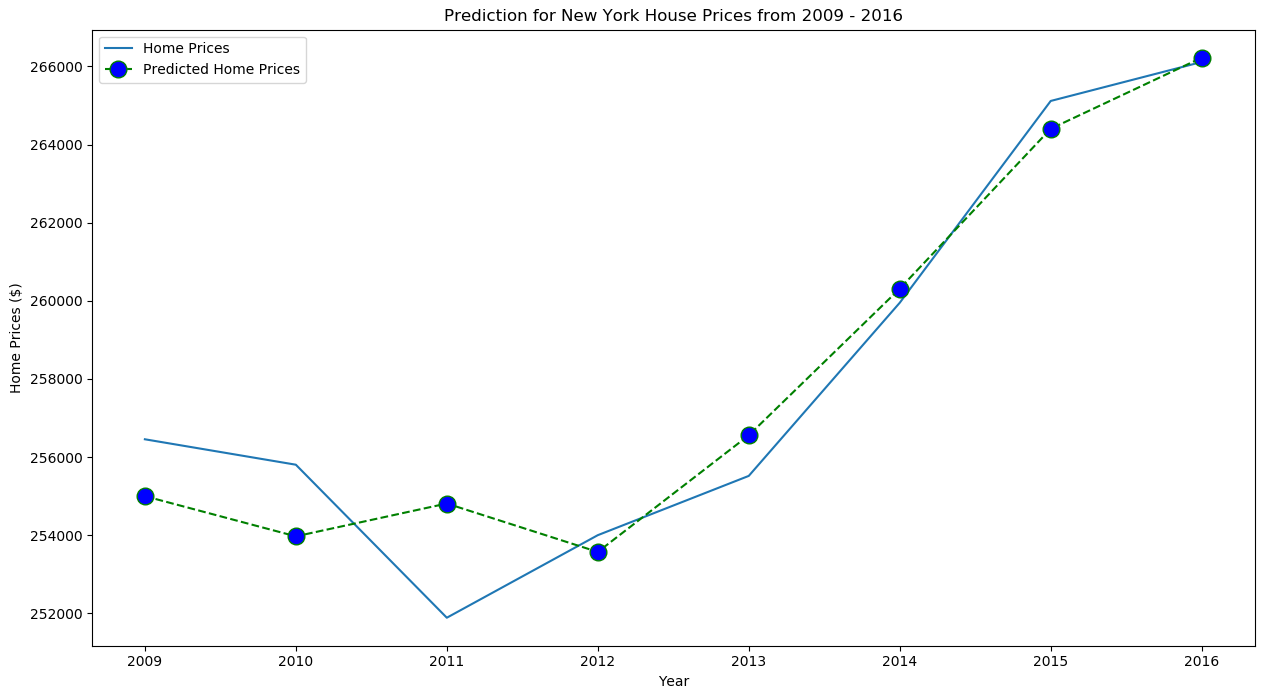 Prediction for New York House Prices from 2009 - 2016
Home Prices
Predicted Home Prices
266000
264000
262000
260000
258000
256000
254000
252000
Home Prices ($)
2009 2010 2011 2012 2013 2014 2015 2016
Year